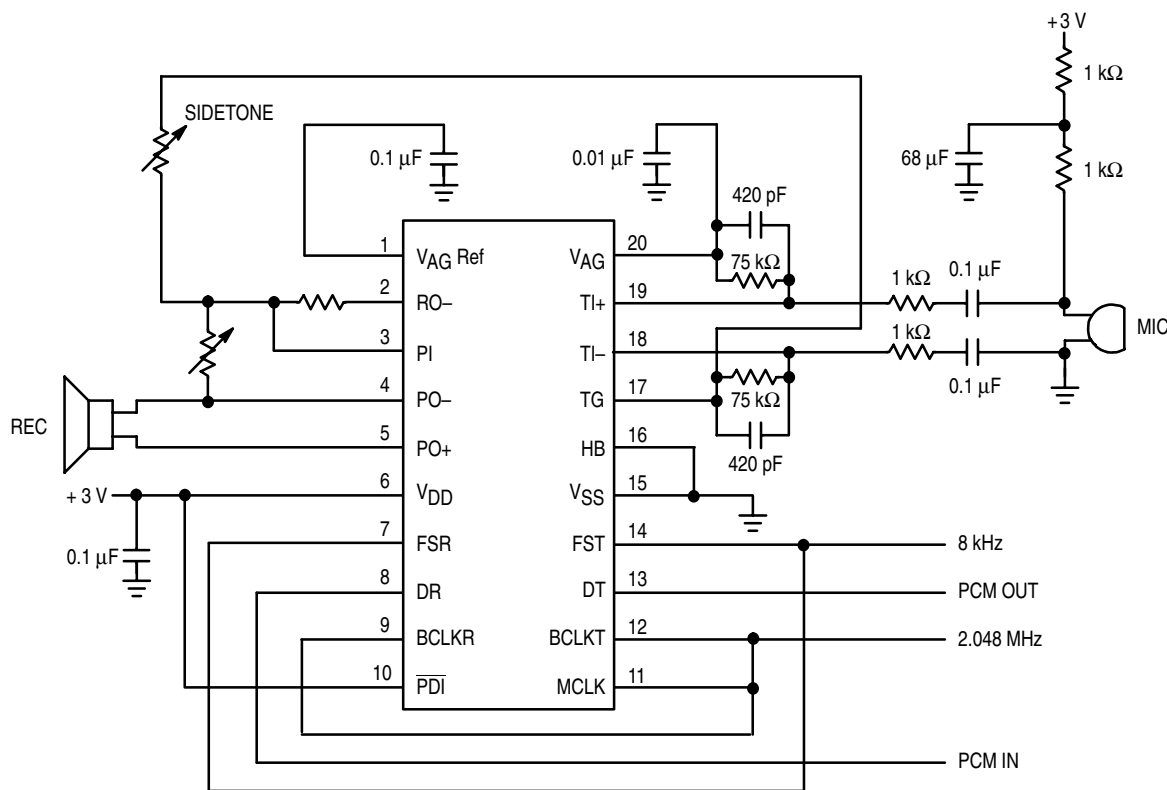 +3 V
1 kΩ
SIDETONE
0.1 µF
0.01 µF
68 µF
1 kΩ
420 pF
1 VAG Ref
VAG 20
75 kΩ
1 kΩ
0.1 µF
2 RO–
TI+ 19
MIC
3 PI
TI– 18
1 kΩ
0.1 µF
4 PO–
TG 17
75 kΩ
REC
5 PO+
HB 16
420 pF
+ 3 V
6 VDD
VSS 15
7 FSR
FST 14
8 kHz
0.1 µF
8 DR
DT 13
PCM OUT
9 BCLKR
BCLKT 12
2.048 MHz
10 PDI
MCLK 11
PCM IN